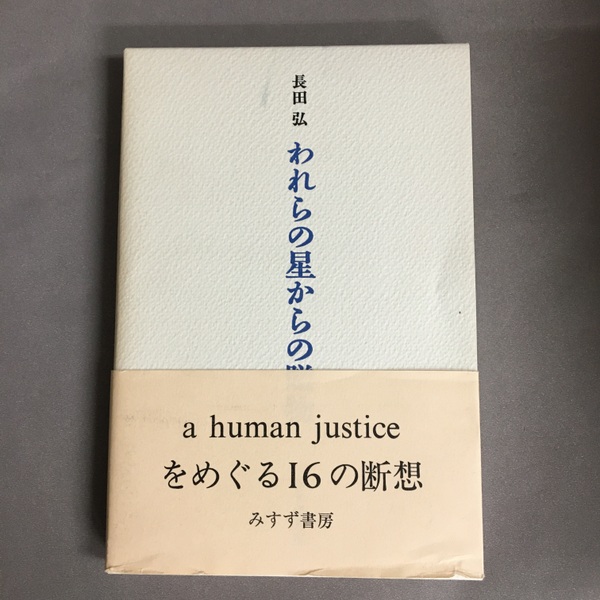 長田 弘
われらの星からの
a human justice
をめぐる16の断想
みすず書房